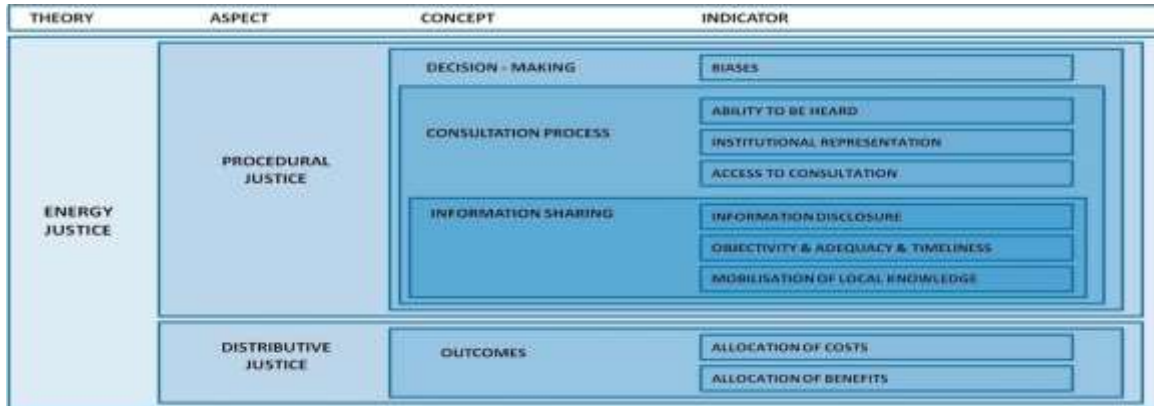 THEORY ASPECT CONCEPT INDICATOR
DECISION - MAKING BIASES
ABILITY TO BE HEARD
CONSULTATION PROCESS INSTITUTIONAL REPRESENTATION
PROCEDURAL
JUSTICE
ACCESS TO CONSULTATION
ENERGY
JUSTICE
INFORMATION SHARING INFORMATION DISCLOSURE
OBJECTIVITY & ADEQUACY & TIMELINESS
MOBILISATION OF LOCAL KNOWLEDGE
DISTRIBUTIVE
JUSTICE
OUTCOMES ALLOCATION OF COSTS
ALLOCATION OF BENEFITS